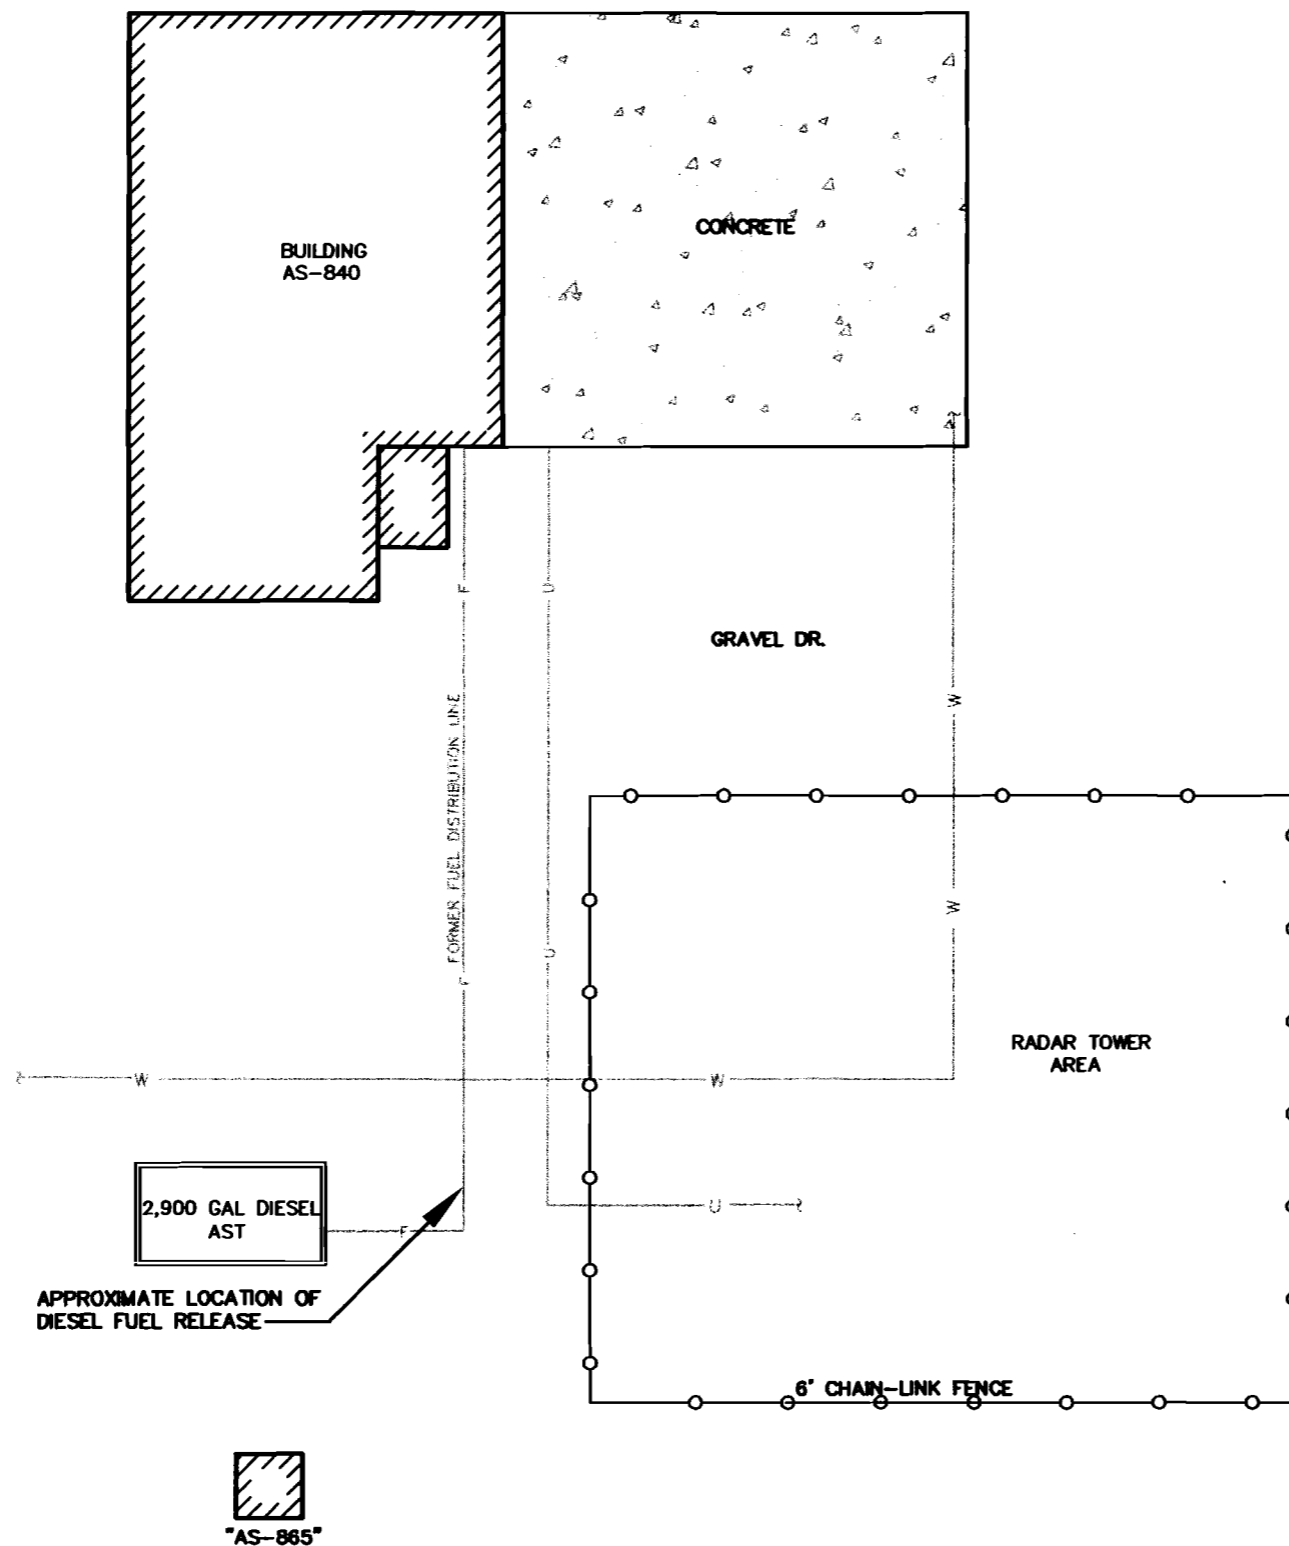 BUILDING
AS-840
CONCRETE
F
U
GRAVEL DR.
FORMER FUEL DISTRIBUTION LINE
W
W
U
F
RADAR TOWER
AREA
W
W
2,900 GAL DIESEL
AST
F
U
APPROXIMATE LOCATION OF
DIESEL FUEL RELEASE
6' CHAIN-LINK FENCE
"AS-865"